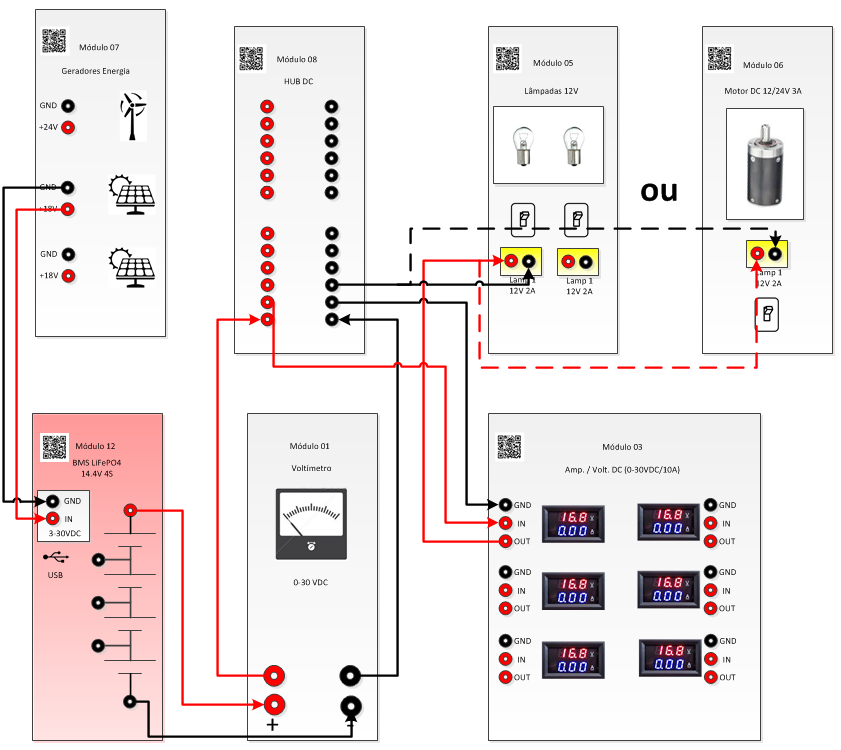 Módulo 07
Geradores Energia
GND
+24V
GND
+18V
GND
+18V
Módulo 08
HUB DC
Módulo 05
Lâmpadas 12V
Lamp 1
12V 2A
Lamp 1
12V 2A
ou
Módulo 06
Motor DC 12/24V 3A
Lamp 1
12V 2A
Módulo 12
BMS LiFePO4
14.4V 4S
GND
IN
3-30VDC
USB
Módulo 01
Voltímetro
0-30 VDC
+
-
Módulo 03
Amp. / Volt. DC (0-30VDC/10A)
GND
IN
OUT
16.8
0.00
16.8
0.00
GND
IN
OUT
GND
IN
OUT
16.8
0.00
16.8
0.00
GND
IN
OUT
GND
IN
OUT
16.8
0.00
16.8
0.00
GND
IN
OUT